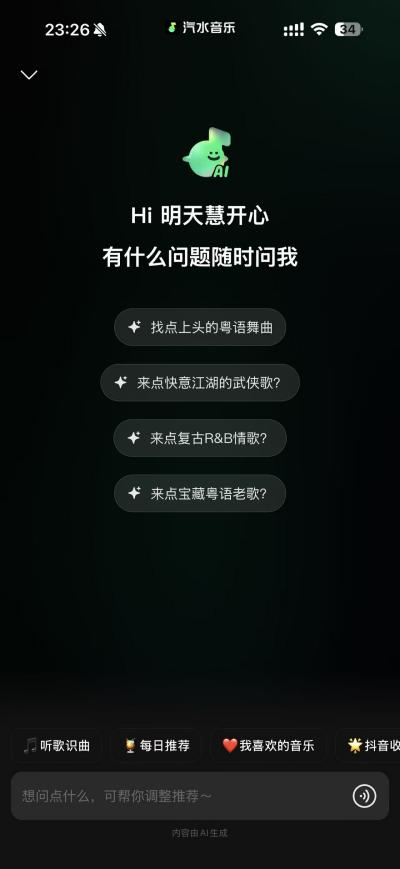 23:26
汽水音乐
34
AI
Hi 明天慧开心
有什么问题随时问我
找点上头的粤语舞曲
来点快意江湖的武侠歌？
来点复古R&B情歌？
来点宝藏粤语老歌？
听歌识曲 每日推荐 我喜欢的音乐 抖音收
想问点什么，可帮你调整推荐～
内容由AI生成